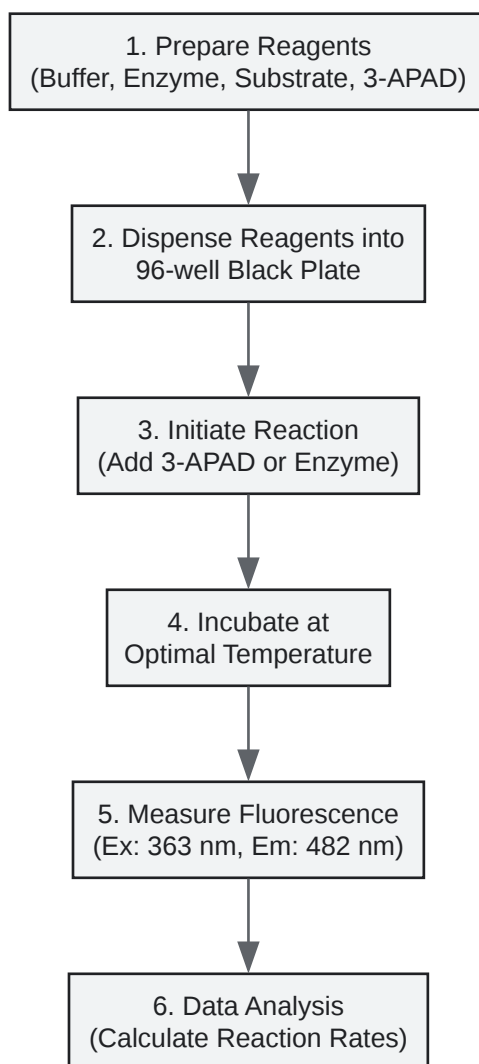 1. Prepare Reagents
(Buffer, Enzyme, Substrate, 3-APAD)
2. Dispense Reagents into
96-well Black Plate
3. Initiate Reaction
(Add 3-APAD or Enzyme)
4. Incubate at
Optimal Temperature
5. Measure Fluorescence
(Ex: 363 nm, Em: 482 nm)
6. Data Analysis
(Calculate Reaction Rates)